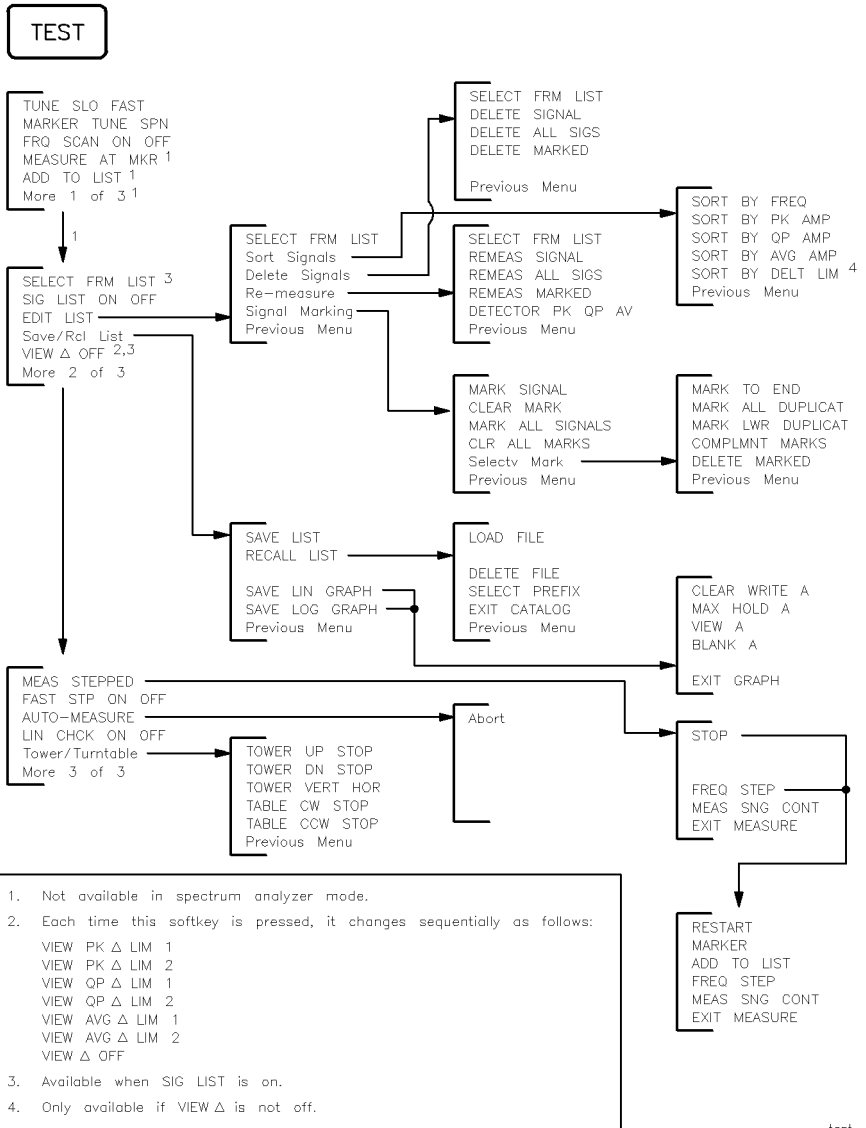 TEST
TUNE SLO FAST
MARKER TUNE SPN
FRQ SCAN ON OFF
MEASURE AT MKR 1
ADD TO LIST 1
More 1 of 3 1
1
SELECT FRM LIST 3
SIG LIST ON OFF
EDIT LIST
Save/Rcl List
VIEW Δ OFF 2,3
More 2 of 3
SELECT FRM LIST
Sort Signals
Delete Signals
Re-measure
Signal Marking
Previous Menu
SELECT FRM LIST
DELETE SIGNAL
DELETE ALL SIGS
DELETE MARKED
Previous Menu
SORT BY FREQ
SORT BY PK AMP
SORT BY QP AMP
SORT BY AVG AMP
SORT BY DELT LIM 4
Previous Menu
SELECT FRM LIST
REMEAS SIGNAL
REMEAS ALL SIGS
REMEAS MARKED
DETECTOR PK QP AV
Previous Menu
MARK SIGNAL
CLEAR MARK
MARK ALL SIGNALS
CLR ALL MARKS
Selectv Mark
Previous Menu
MARK TO END
MARK ALL DUPLICAT
MARK LWR DUPLICAT
COMPLMNT MARKS
DELETE MARKED
Previous Menu
SAVE LIST
RECALL LIST
SAVE LIN GRAPH
SAVE LOG GRAPH
Previous Menu
LOAD FILE
DELETE FILE
SELECT PREFIX
EXIT CATALOG
Previous Menu
CLEAR WRITE A
MAX HOLD A
VIEW A
BLANK A
EXIT GRAPH
MEAS STEPPED
FAST STP ON OFF
AUTO-MEASURE
LIN CHCK ON OFF
Tower/Turntable
More 3 of 3
TOWER UP STOP
TOWER DN STOP
TOWER VERT HOR
TABLE CW STOP
TABLE CCW STOP
Previous Menu
Abort
STOP
FREQ STEP
MEAS SNG CONT
EXIT MEASURE
RESTART
MARKER
ADD TO LIST
FREQ STEP
MEAS SNG CONT
EXIT MEASURE
1. Not available in spectrum analyzer mode.
2. Each time this softkey is pressed, it changes sequentially as follows:
VIEW PK Δ LIM 1
VIEW PK Δ LIM 2
VIEW QP Δ LIM 1
VIEW QP Δ LIM 2
VIEW AVG Δ LIM 1
VIEW AVG Δ LIM 2
VIEW Δ OFF
3. Available when SIG LIST is on.
4. Only available if VIEW Δ is not off.